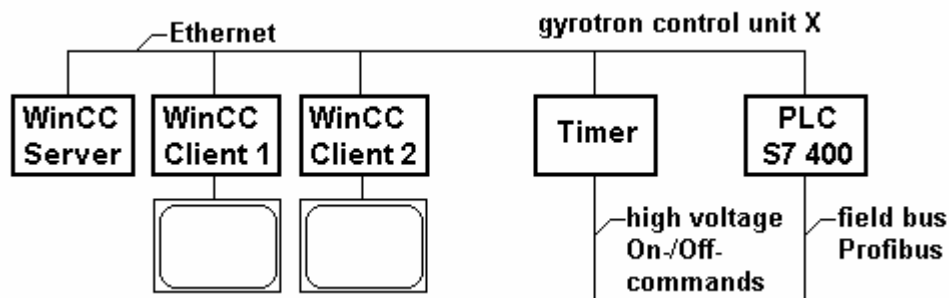 Ethernet
gyrotron control unit X
WinCC
Server
WinCC
Client 1
WinCC
Client 2
Timer
PLC
S7 400
high voltage
On-/Off-
commands
field bus
Profibus